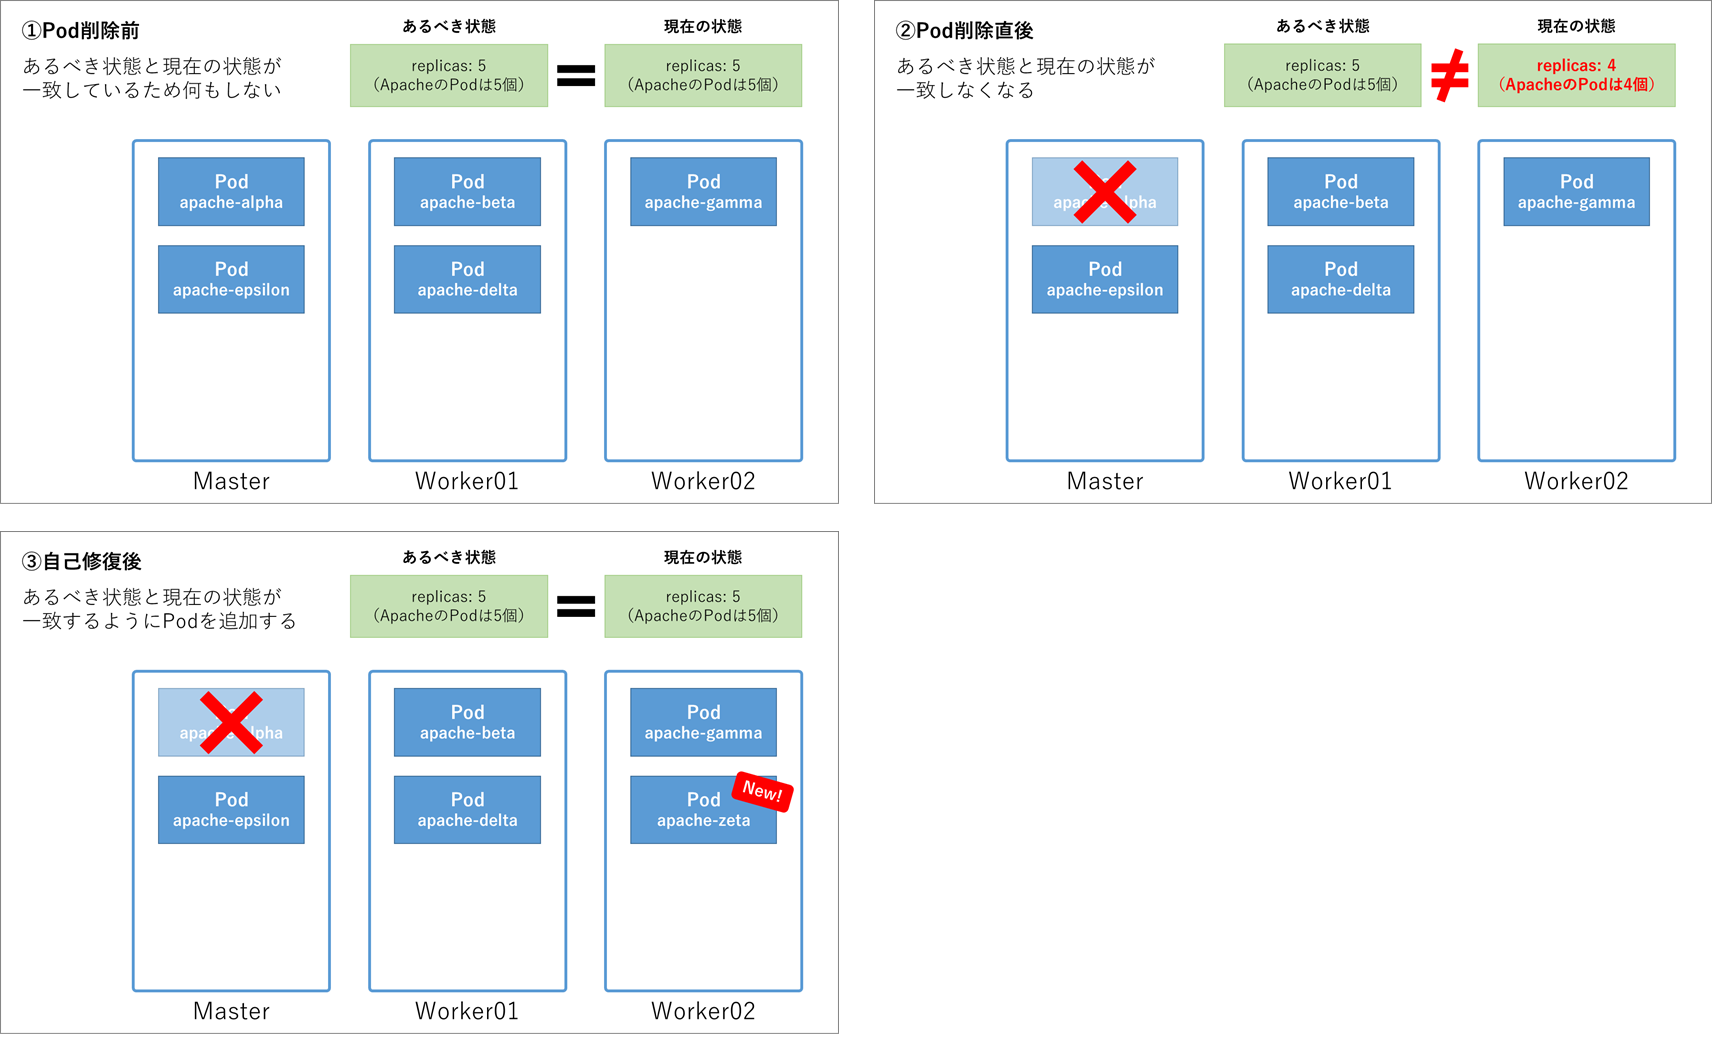 ①Pod削除前
あるべき状態と現在の状態が
一致しているため何もしない
あるべき状態
replicas: 5
（ApacheのPodは5個）
=
現在の状態
replicas: 5
（ApacheのPodは5個）
Pod
apache-alpha
Pod
apache-epsilon
Master
Pod
apache-beta
Pod
apache-delta
Worker01
Pod
apache-gamma
Worker02
②Pod削除直後
あるべき状態と現在の状態が
一致しなくなる
あるべき状態
replicas: 5
（ApacheのPodは5個）
≠
現在の状態
replicas: 4
（ApacheのPodは4個）
Pod
apache-epsilon
Master
Pod
apache-beta
Pod
apache-delta
Worker01
Pod
apache-gamma
Worker02
③自己修復後
あるべき状態と現在の状態が
一致するようにPodを追加する
あるべき状態
replicas: 5
（ApacheのPodは5個）
=
現在の状態
replicas: 5
（ApacheのPodは5個）
Pod
apache-epsilon
Master
Pod
apache-beta
Pod
apache-delta
Worker01
Pod
apache-gamma
New!
Pod
apache-zeta
Worker02